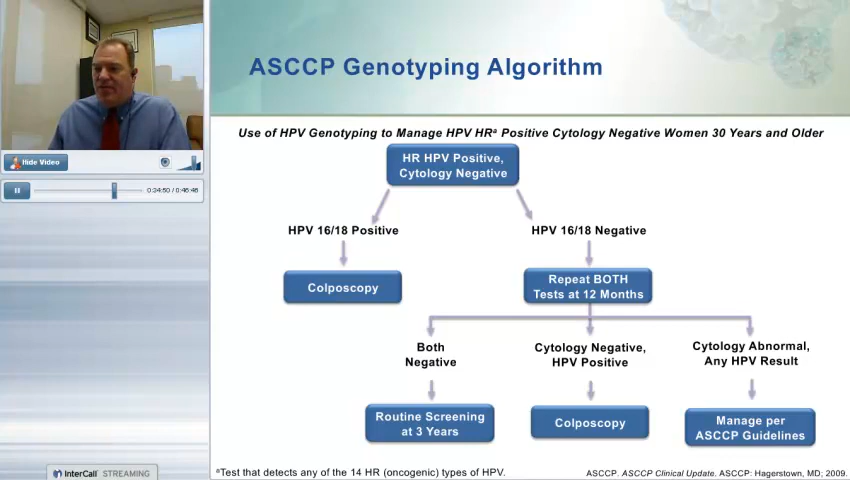 ASCCP Genotyping Algorithm
Use of HPV Genotyping to Manage HPV HRª Positive Cytology Negative Women 30 Years and Older
HR HPV Positive,
Cytology Negative
HPV 16/18 Positive
HPV 16/18 Negative
Colposcopy
Repeat BOTH
Tests at 12 Months
Both
Negative
Cytology Negative,
HPV Positive
Cytology Abnormal,
Any HPV Result
Routine Screening
at 3 Years
Colposcopy
Manage per
ASCCP Guidelines
ªTest that detects any of the 14 HR (oncogenic) types of HPV.
ASCCP. ASCCP Clinical Update. ASCCP: Hagerstown, MD; 2009.
Hide Video
0:34:50 / 0:46:46
InterCall STREAMING